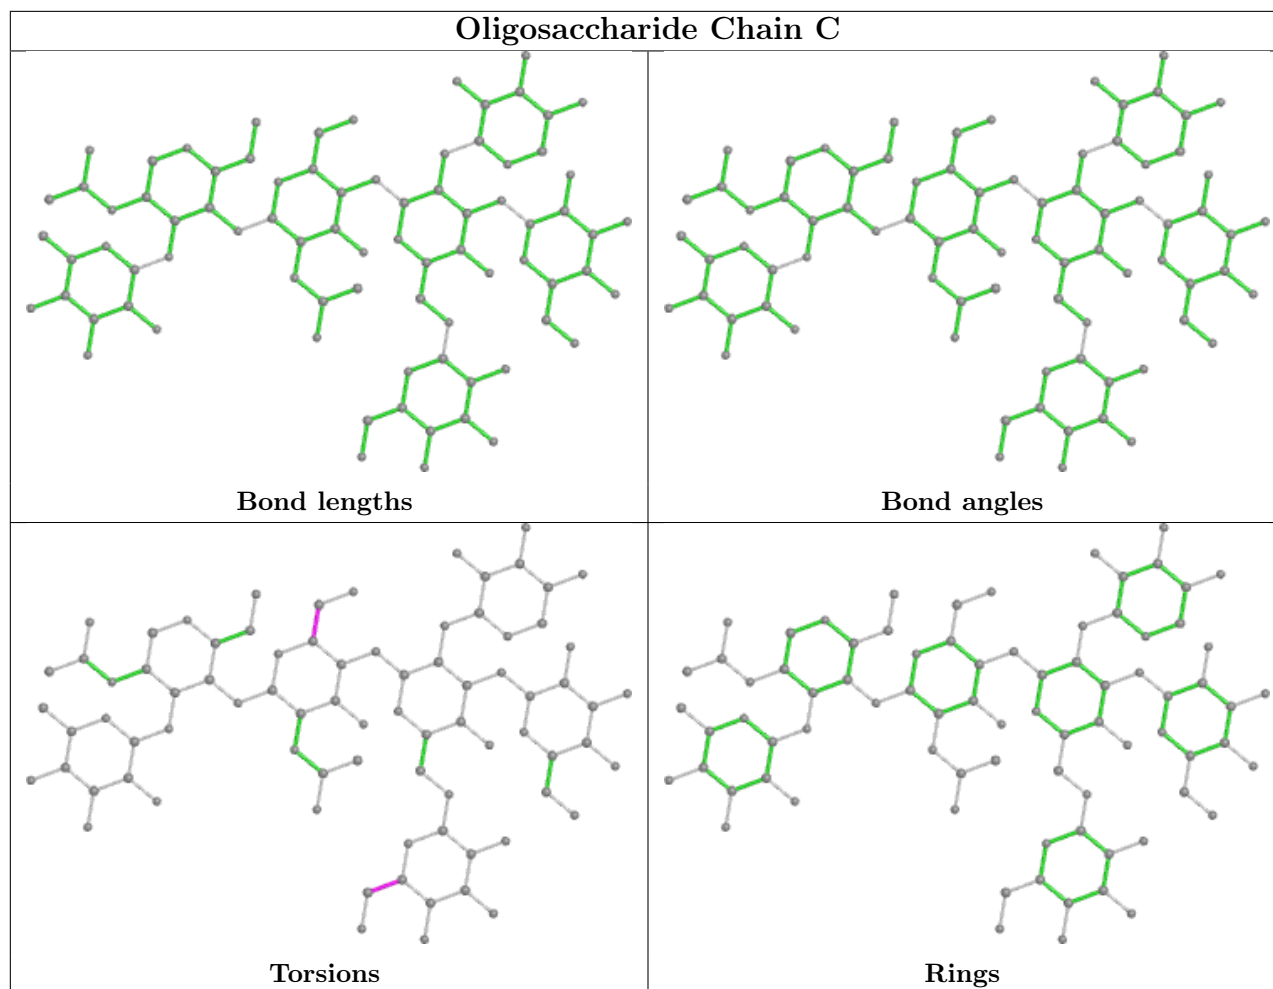 Oligosaccharide Chain C
Bond lengths
Bond angles
Torsions
Rings